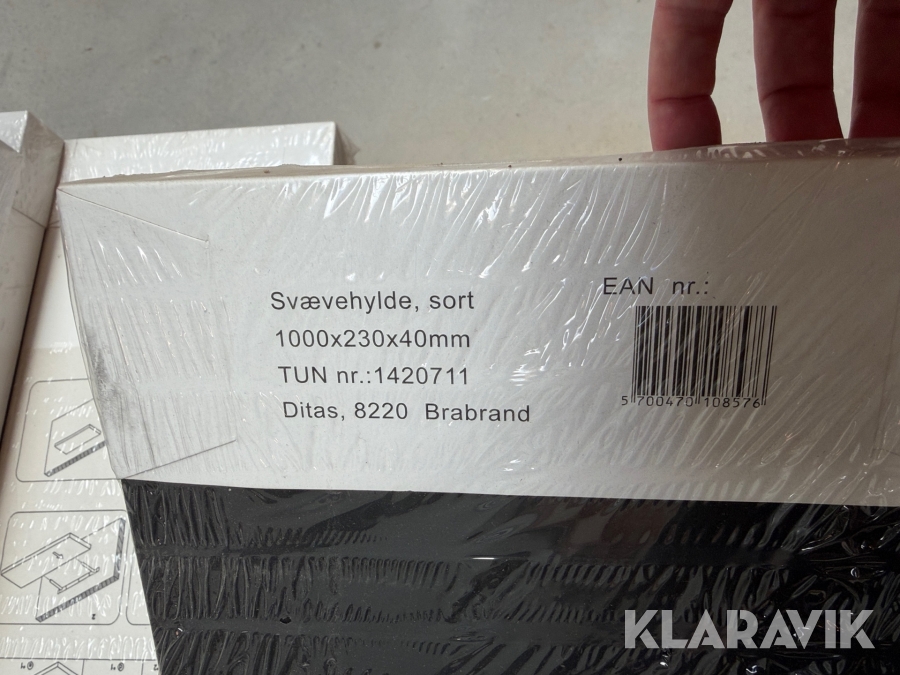 Svævehylde, sort
1000x230x40mm
TUN nr.:1420711
Ditas, 8220 Brabrand
EAN nr.:
5 700470 108576
KLARAVIK